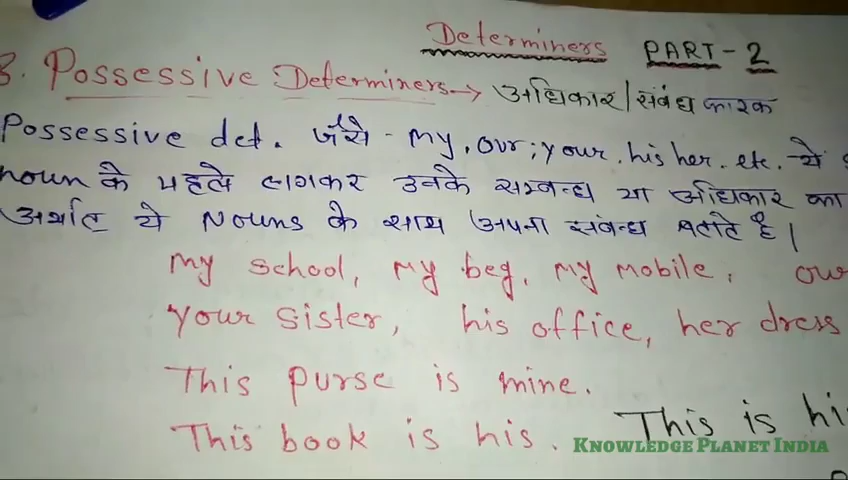 Determiners PART-2
3. Possessive Determiners→ अधिकार/संबंध कारक
Possessive det. जैसे - my, our; your, his her. etc. ये
noun के पहले लगकर उनके सम्बन्ध या अधिकार का
अर्थात ये Nouns के साथ अपना संबन्ध बताते है।
my school, my beg, my mobile,
your sister, his office, her dress
This purse is mine.
This book is his.
This is
KNOWLEDGE PLANET INDIA